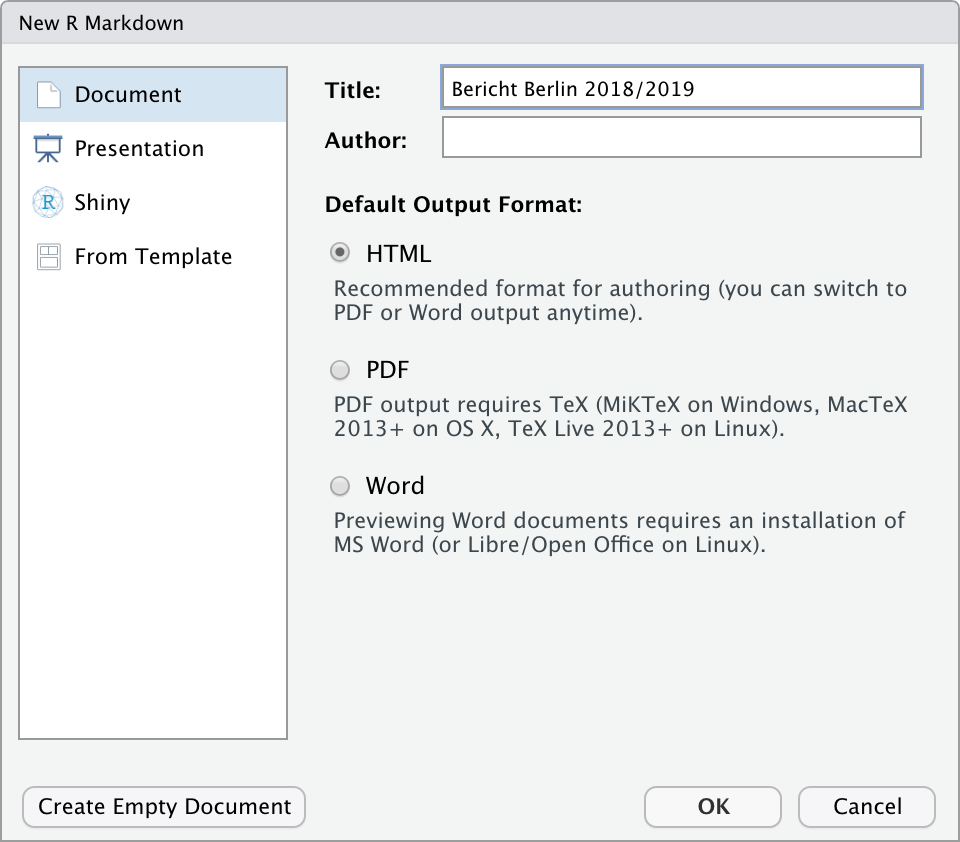 New R Markdown
Document
Presentation
R
Shiny
From Template
Title:
Bericht Berlin 2018/2019
Author:
Default Output Format:
HTML
Recommended format for authoring (you can switch to
PDF or Word output anytime).
PDF
PDF output requires TeX (MiKTeX on Windows, MacTeX
2013+ on OS X, TeX Live 2013+ on Linux).
Word
Previewing Word documents requires an installation of
MS Word (or Libre/Open Office on Linux).
Create Empty Document
OK
Cancel